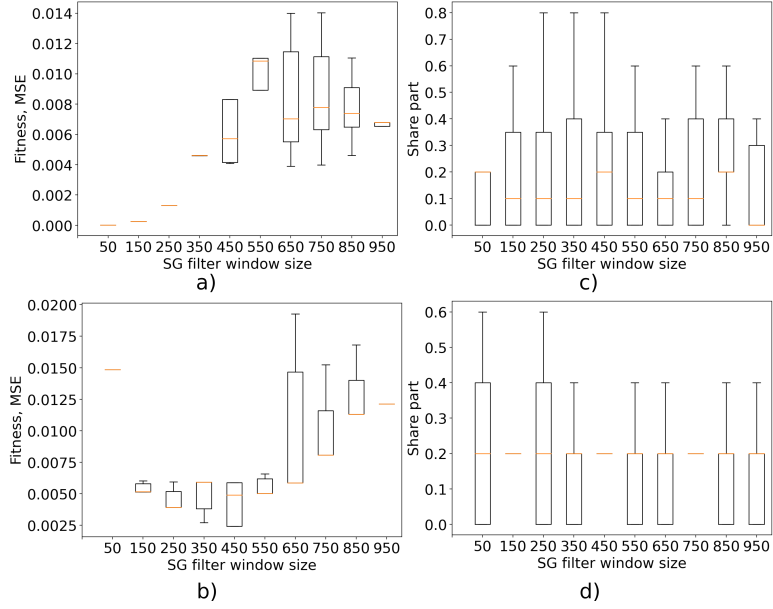 0.014
0.012
0.010
0.008
0.006
0.004
0.002
0.000
Fitness, MSE
50 150 250 350 450 550 650 750 850 950
SG filter window size
a)
0.8
0.7
0.6
0.5
0.4
0.3
0.2
0.1
0.0
Share part
50 150 250 350 450 550 650 750 850 950
SG filter window size
c)
0.0200
0.0175
0.0150
0.0125
0.0100
0.0075
0.0050
0.0025
Fitness, MSE
50 150 250 350 450 550 650 750 850 950
SG filter window size
b)
0.6
0.5
0.4
0.3
0.2
0.1
0.0
Share part
50 150 250 350 450 550 650 750 850 950
SG filter window size
d)